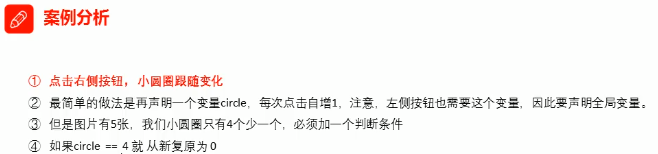 案例分析
① 点击右侧按钮，小圆圈跟随变化
② 最简单的做法是再声明一个变量circle，每次点击自增1，注意，左侧按钮也需要这个变量，因此要声明全局变量。
③ 但是图片有5张，我们小圆圈只有4个少一个，必须加一个判断条件
④ 如果circle == 4 就 从新复原为 0